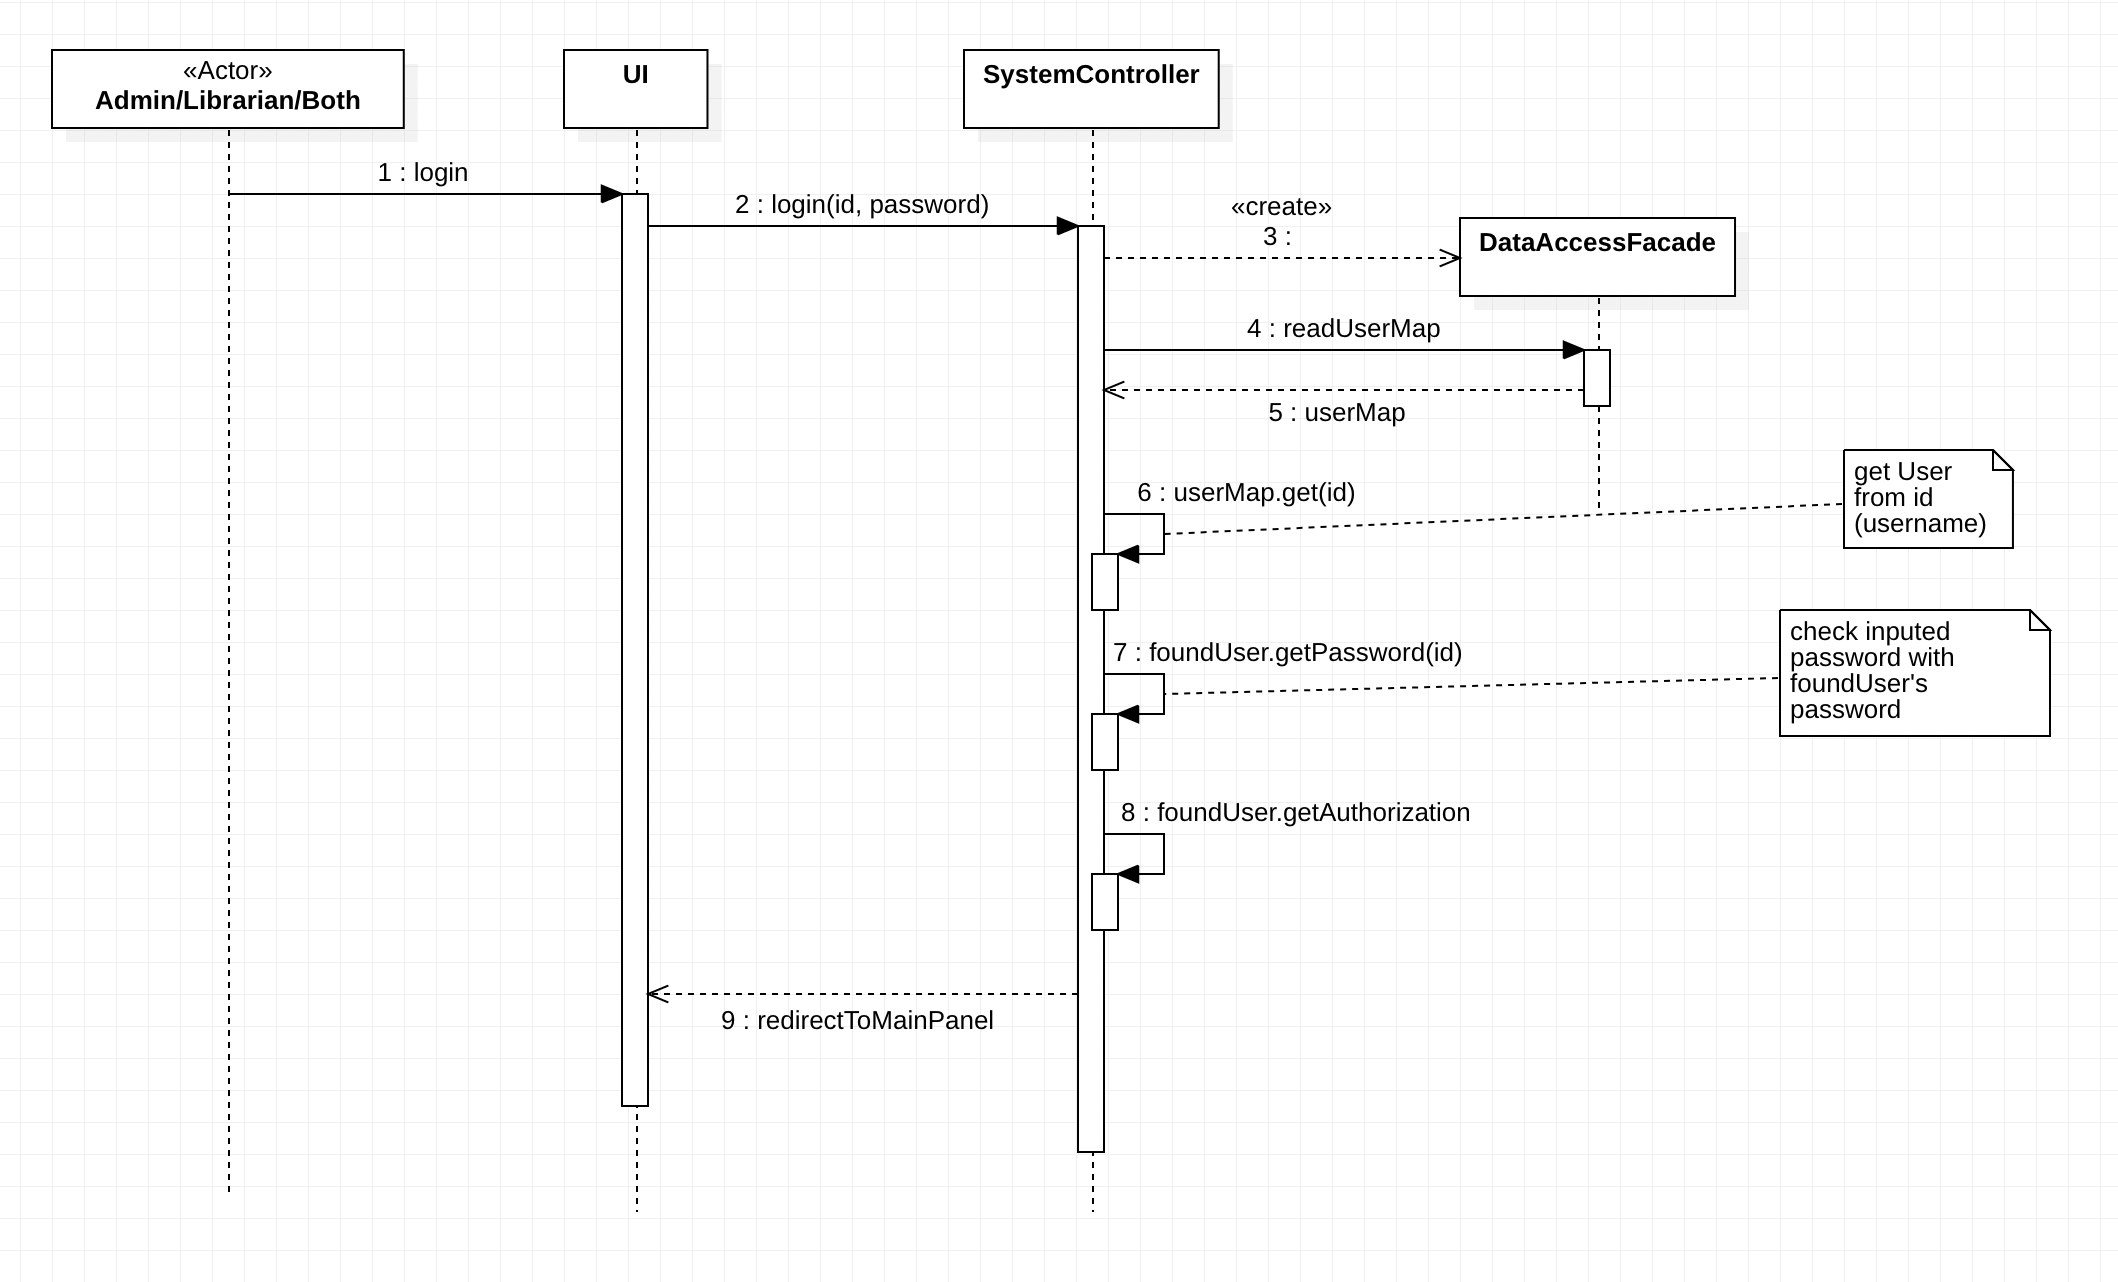 «Actor»
Admin/Librarian/Both
UI
SystemController
1 : login
2 : login(id, password)
«create»
3 :
DataAccessFacade
4 : readUserMap
5 : userMap
get User
from id
(username)
6 : userMap.get(id)
check inputed
password with
foundUser's
password
7 : foundUser.getPassword(id)
8 : foundUser.getAuthorization
9 : redirectToMainPanel